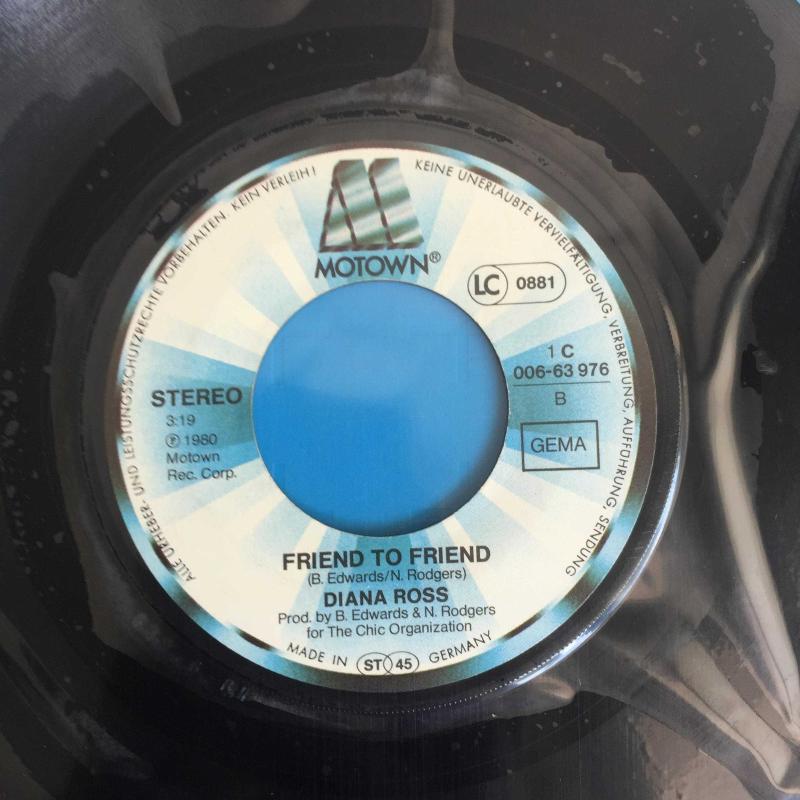 ALLE URHEBER- UND LEISTUNGSSCHUTZRECHTE VORBEHALTEN. KEIN VERLEIH!
KEINE UNERLAUBTE VERVIELFÄLTIGUNG, VERBREITUNG, AUFFÜHRUNG, SENDUNG
MOTOWN®
LC 0881
STEREO
3:19
℗ 1980
Motown
Rec. Corp.
1 C
006-63 976
B
GEMA
FRIEND TO FRIEND
(B. Edwards/N. Rodgers)
DIANA ROSS
Prod. by B. Edwards & N. Rodgers
for The Chic Organization
MADE IN ST 45 GERMANY